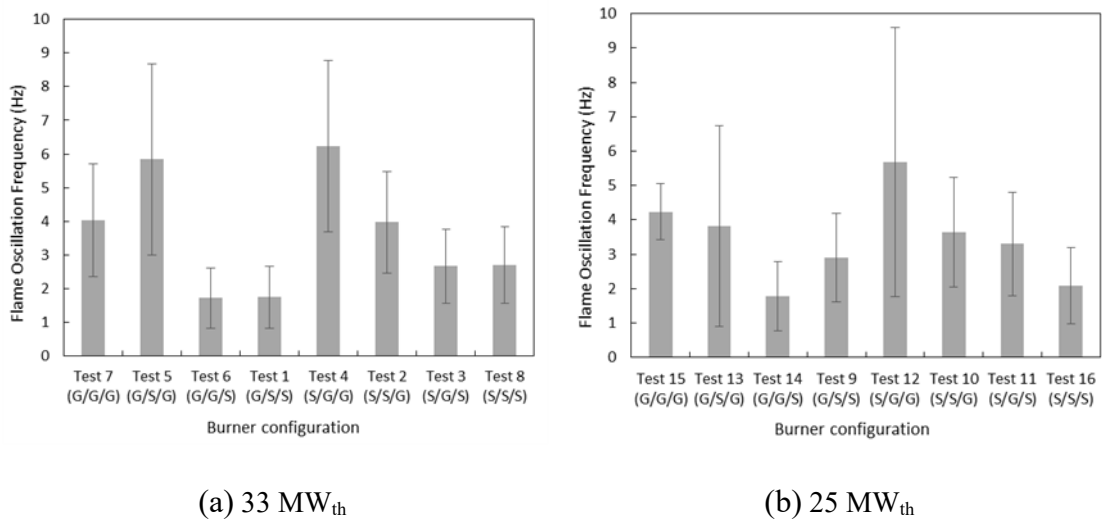 Flame Oscillation Frequency (Hz)
10
9
8
7
6
5
4
3
2
1
0
Test 7 Test 5 Test 6 Test 1 Test 4 Test 2 Test 3 Test 8
(G/G/G) (G/S/G) (G/G/S) (G/S/S) (S/G/G) (S/S/G) (S/G/S) (S/S/S)
Burner configuration
(a) 33 MWth
Flame Oscillation Frequency (Hz)
10
9
8
7
6
5
4
3
2
1
0
Test 15 Test 13 Test 14 Test 9 Test 12 Test 10 Test 11 Test 16
(G/G/G) (G/S/G) (G/G/S) (G/S/S) (S/G/G) (S/S/G) (S/G/S) (S/S/S)
Burner configuration
(b) 25 MWth